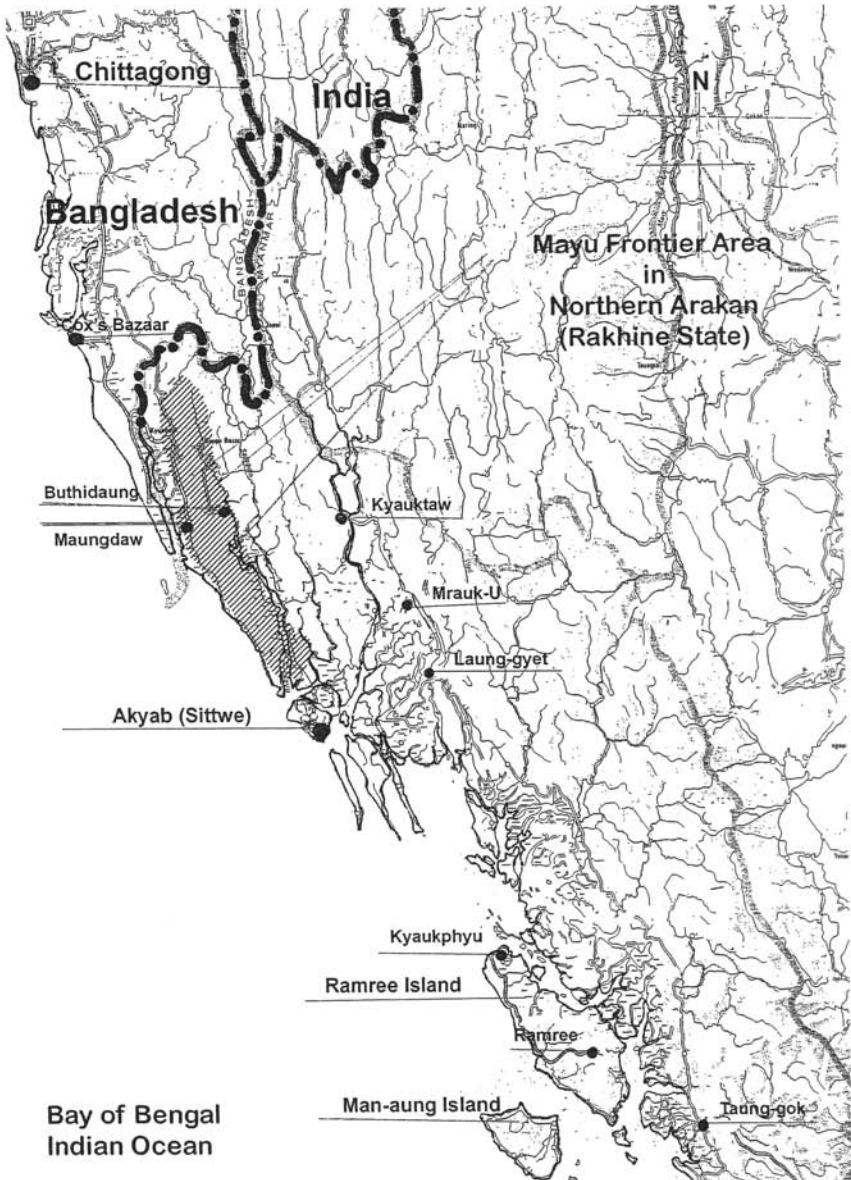 Chittagong
India
N
Bangladesh
BANGLADESH
MYANMAR
Mayu Frontier Area
in
Northern Arakan
(Rakhine State)
Cox's Bazaar
Buthidaung
Maungdaw
Kyauktaw
Mrauk-U
Laung-gyet
Akyab (Sittwe)
Kyaukphyu
Ramree Island
Ramree
Man-aung Island
Taung-gok
Bay of Bengal
Indian Ocean